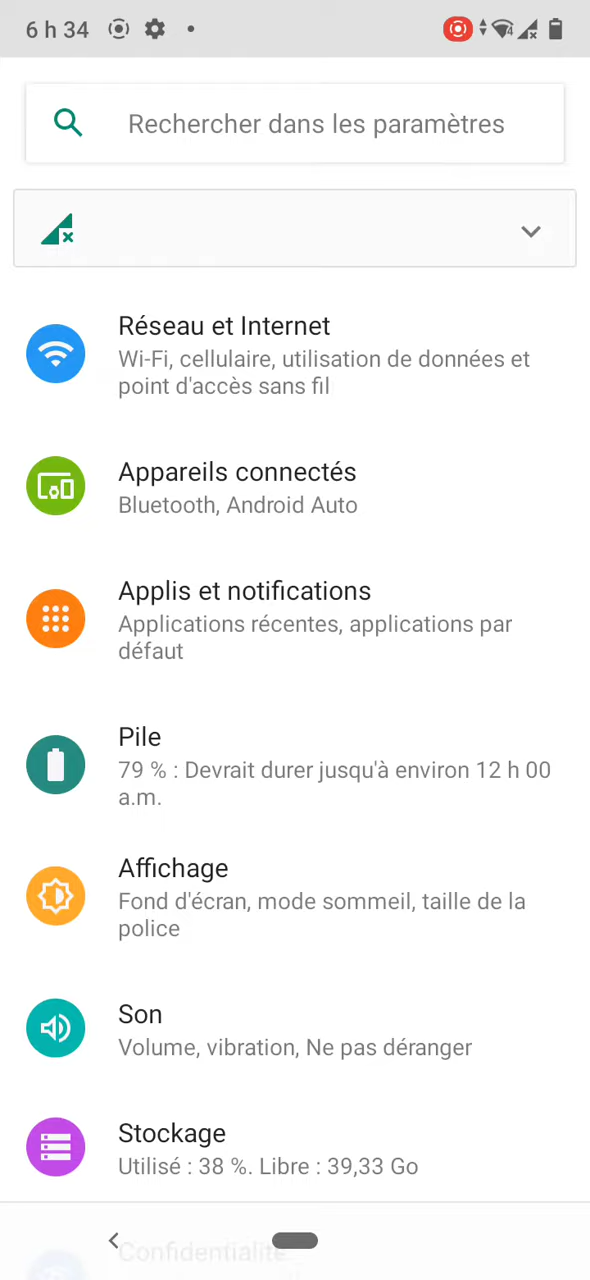 6 h 34
Rechercher dans les paramètres
Réseau et Internet
Wi-Fi, cellulaire, utilisation de données et
point d'accès sans fil
Appareils connectés
Bluetooth, Android Auto
Applis et notifications
Applications récentes, applications par
défaut
Pile
79 % : Devrait durer jusqu'à environ 12 h 00
a.m.
Affichage
Fond d'écran, mode sommeil, taille de la
police
Son
Volume, vibration, Ne pas déranger
Stockage
Utilisé : 38 %. Libre : 39,33 Go
Confidentialité